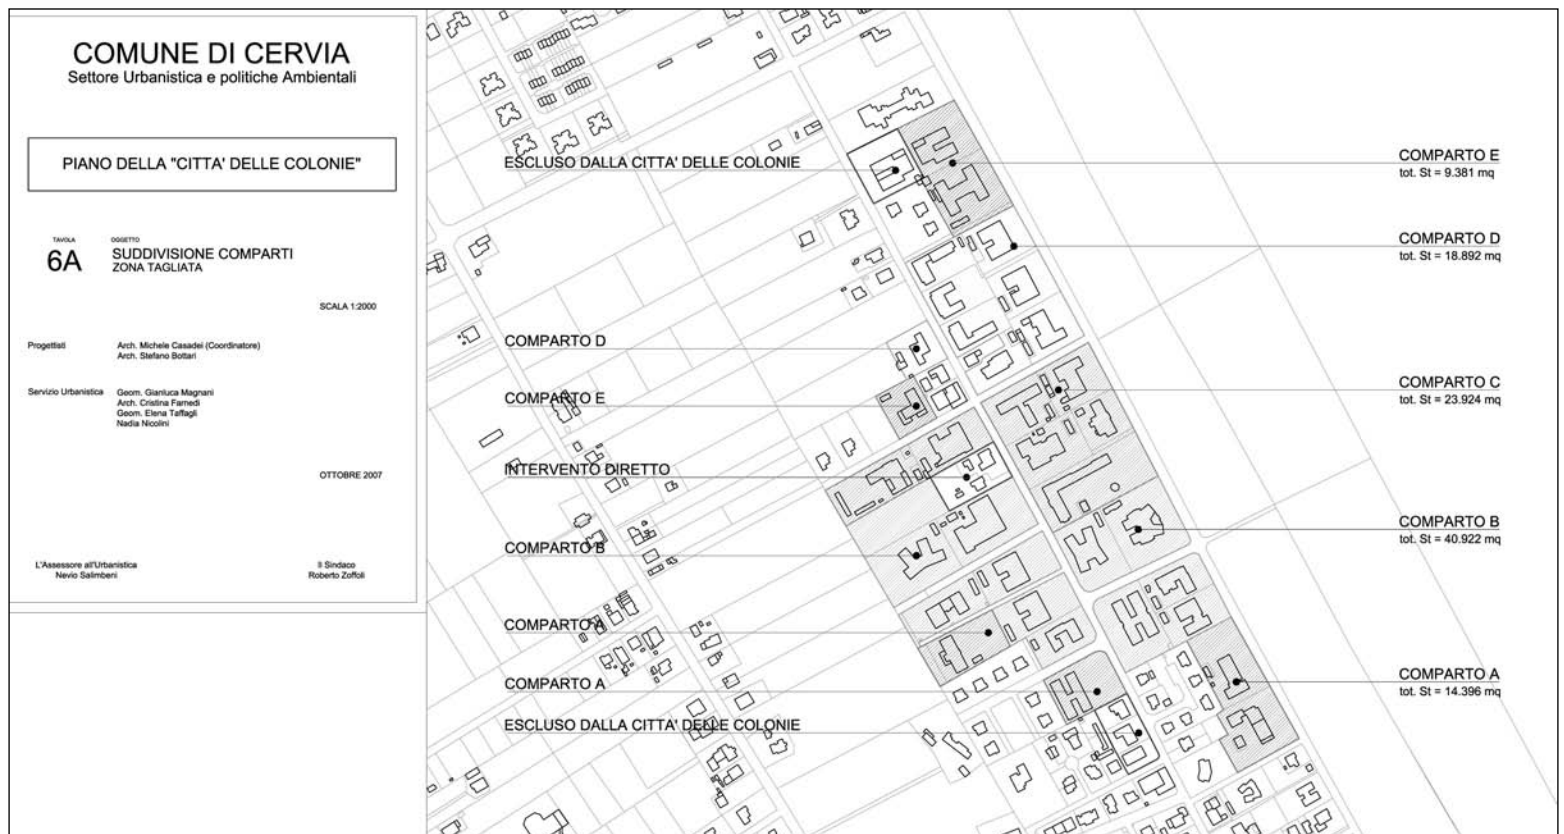 COMUNE DI CERVIA
Settore Urbanistica e politiche Ambientali
PIANO DELLA "CITTA' DELLE COLONIE"
TAVOLA
6A
OGGETTO
SUDDIVISIONE COMPARTI
ZONA TAGLIATA
SCALA 1:2000
Progettisti
Arch. Michele Casadei (Coordinatore)
Arch. Stefano Bottari
Servizio Urbanistica
Geom. Gianluca Magnani
Arch. Cristina Farnedi
Geom. Elena Taffagli
Nadia Nicolini
OTTOBRE 2007
L'Assessore all'Urbanistica
Nevio Salimbeni
Il Sindaco
Roberto Zoffoli
ESCLUSO DALLA CITTA' DELLE COLONIE
COMPARTO D
COMPARTO E
INTERVENTO DIRETTO
COMPARTO B
COMPARTO A
COMPARTO A
ESCLUSO DALLA CITTA' DELLE COLONIE
COMPARTO E
tot. St = 9.381 mq
COMPARTO D
tot. St = 18.892 mq
COMPARTO C
tot. St = 23.924 mq
COMPARTO B
tot. St = 40.922 mq
COMPARTO A
tot. St = 14.396 mq